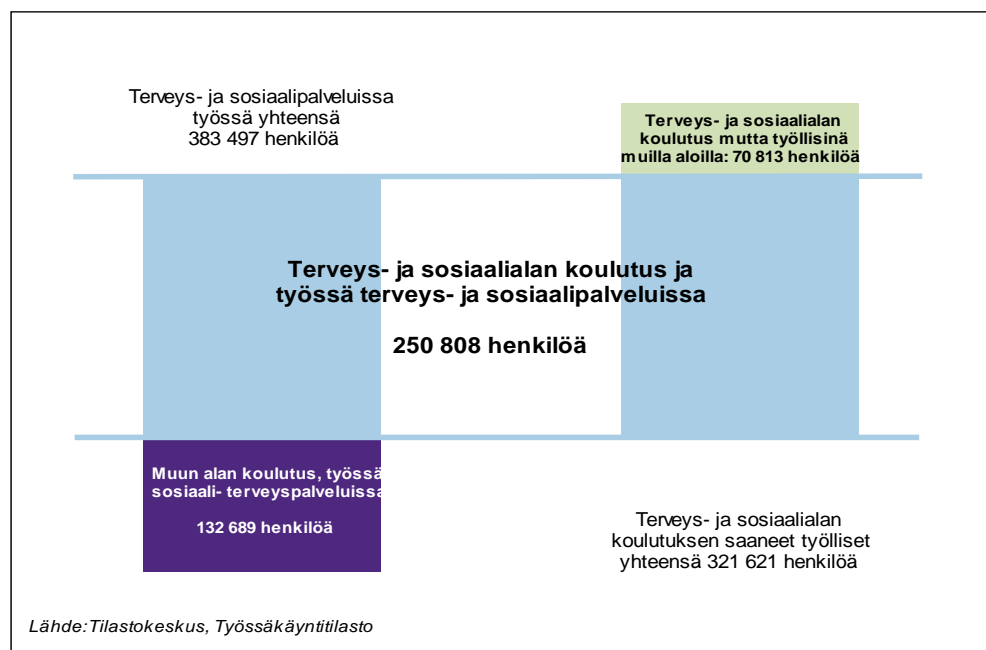 Terveys- ja sosiaalipalveluissa
työssä yhteensä
383 497 henkilöä
Terveys- ja sosiaalialan
koulutus mutta työllisinä
muilla aloilla: 70 813 henkilöä
Terveys- ja sosiaalialan koulutus ja
työssä terveys- ja sosiaalipalveluissa
250 808 henkilöä
Muun alan koulutus, työssä
sosiaali- terveyspalveluissa
132 689 henkilöä
Terveys- ja sosiaalialan
koulutuksen saaneet työlliset
yhteensä 321 621 henkilöä
Lähde:Tilastokeskus, Työssäkäyntitilasto